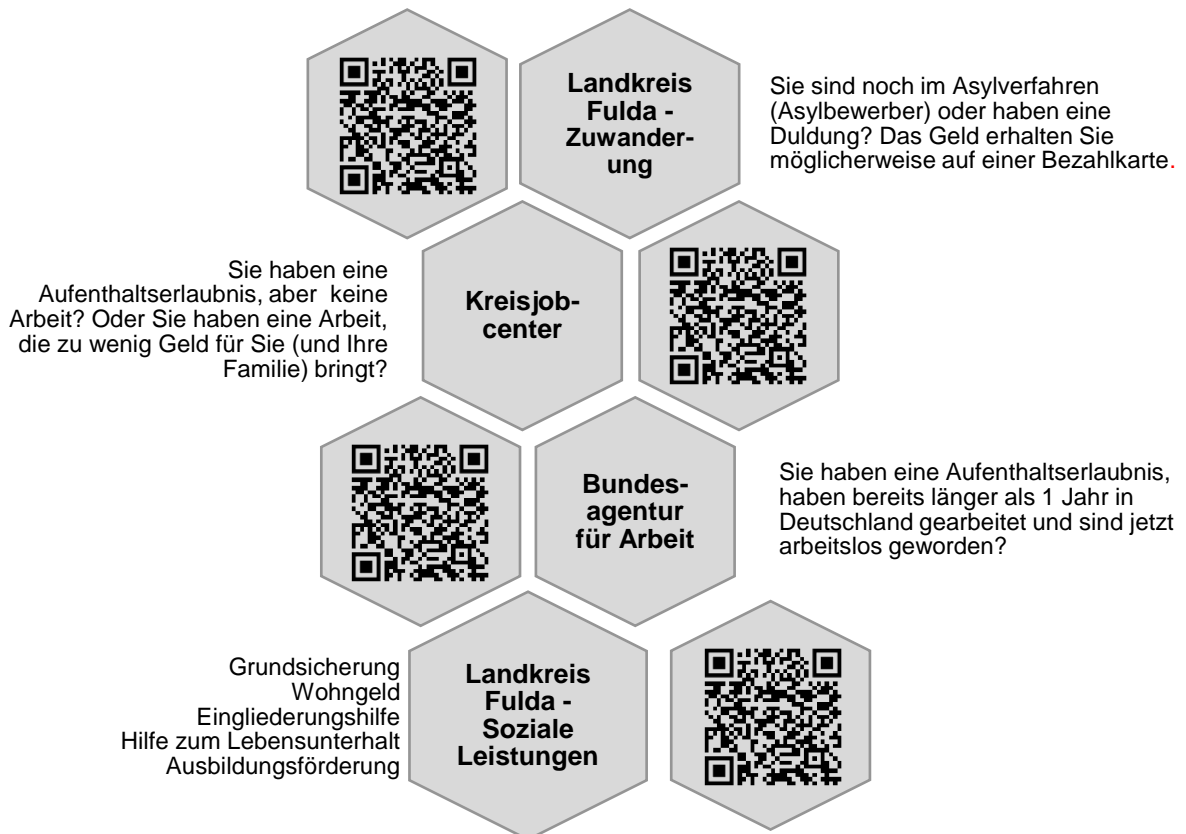 Landkreis
Fulda -
Zuwander-
ung
Sie sind noch im Asylverfahren
(Asylbewerber) oder haben eine
Duldung? Das Geld erhalten Sie
möglicherweise auf einer Bezahlkarte.
Sie haben eine
Aufenthaltserlaubnis, aber keine
Arbeit? Oder Sie haben eine Arbeit,
die zu wenig Geld für Sie (und Ihre
Familie) bringt?
Kreisjob-
center
Bundes-
agentur
für Arbeit
Sie haben eine Aufenthaltserlaubnis,
haben bereits länger als 1 Jahr in
Deutschland gearbeitet und sind jetzt
arbeitslos geworden?
Grundsicherung
Wohngeld
Eingliederungshilfe
Hilfe zum Lebensunterhalt
Ausbildungsförderung
Landkreis
Fulda -
Soziale
Leistungen